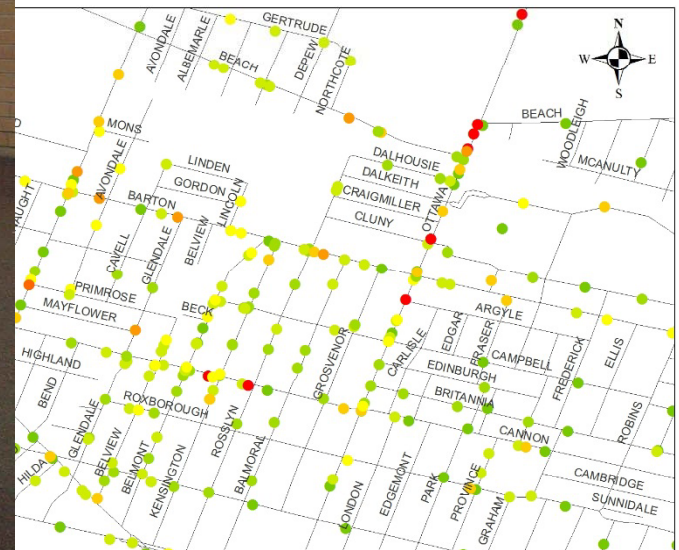 GERTRUDE
AVONDALE
ALBEMARLE
BEACH
DEPEW
NORTHCOTE
N
W
E
S
BEACH
WOODLEIGH
MCANULTY
MONS
AVONDALE
LINDEN
GORDON
LINCOLN
BARTON
DALHOUSIE
DALKEITH
CRAIGMILLER
CLUNY
OTTAWA
CAVELL
GLENDALE
BELVIEW
PRIMROSE
MAYFLOWER
BECK
ARGYLE
GROSVENOR
CARLISLE
EDGAR
FRASER
CAMPBELL
FREDERICK
ELLIS
HIGHLAND
BEND
EDINBURGH
BRITANNIA
ROXBOROUGH
GLENDALE
BELVIEW
BELMONT
KENSINGTON
ROSSLYN
BALMORAL
CANNON
ROBINS
HILDA
LONDON
EDGEMONT
PARK
PROVINCE
GRAHAM
CAMBRIDGE
SUNNIDALE